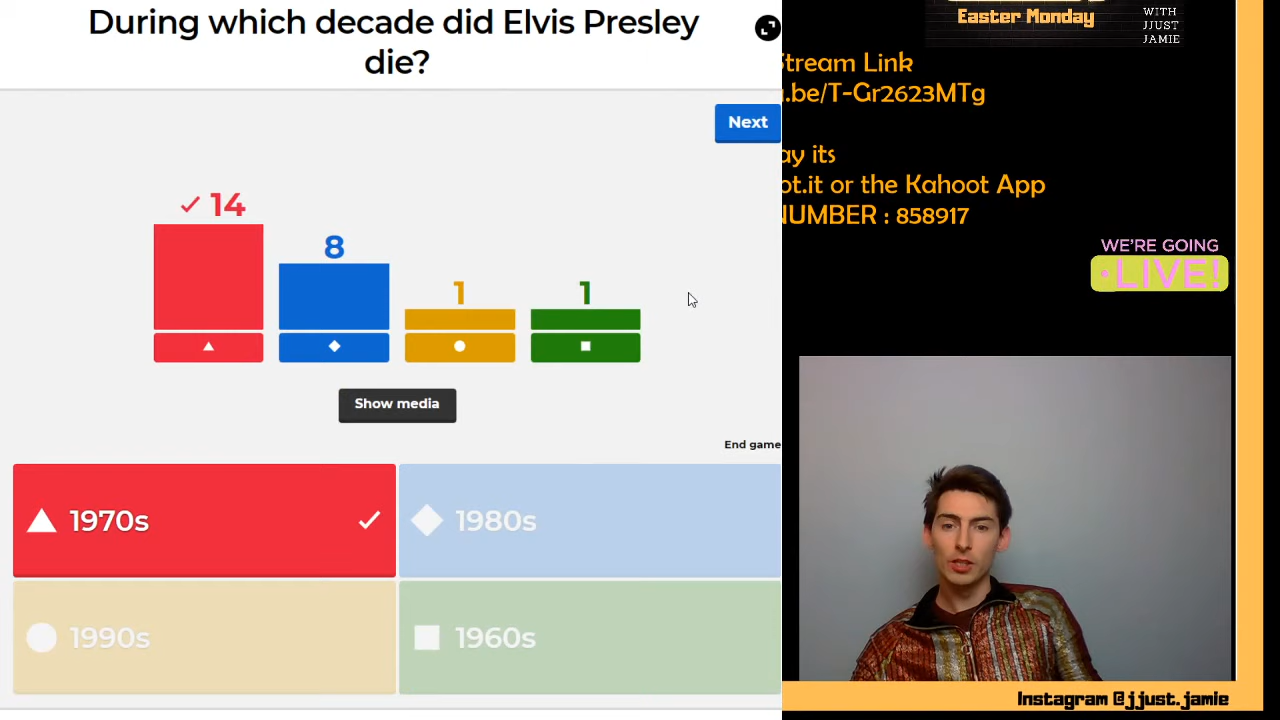 During which decade did Elvis Presley
die?
Next
14
8
1
1
Show media
End game
1970s
1980s
1990s
1960s
Easter Monday
WITH
JJUST
JAMIE
Stream Link
.be/T-Gr2623MTg
ay its
ot.it or the Kahoot App
NUMBER : 858917
WE'RE GOING
LIVE!
Instagram @jjust.jamie